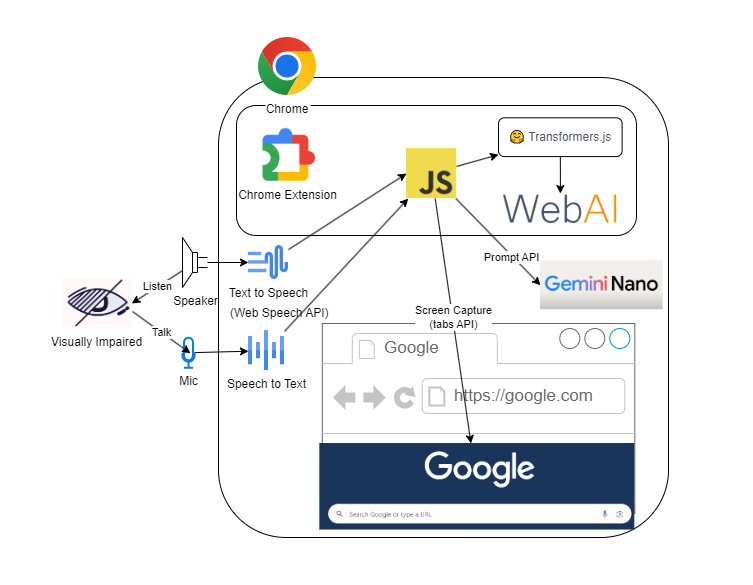 Chrome
Chrome Extension
JS
Transformers.js
WebAI
Prompt API
Gemini Nano
Listen
Speaker
Text to Speech
(Web Speech API)
Visually Impaired
Talk
Mic
Speech to Text
Screen Capture
(tabs API)
Google
https://google.com
Google
Search Google or type a URL